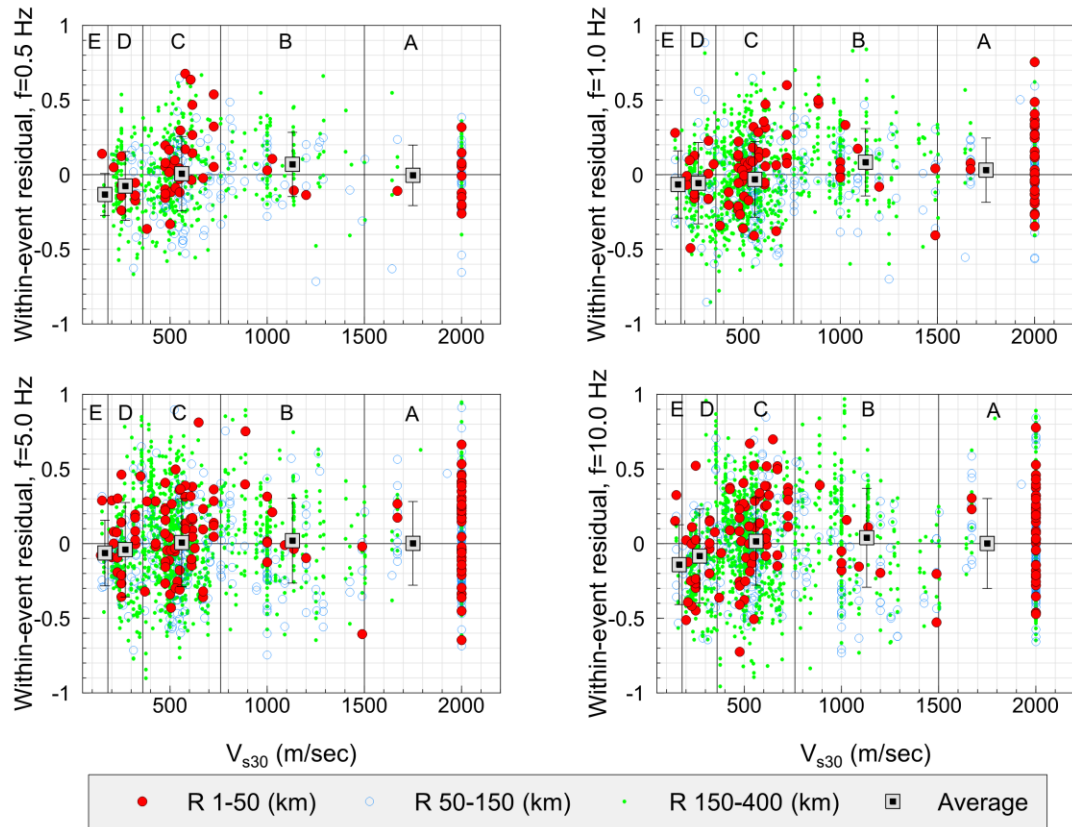 Within-event residual, f=0.5 Hz
1
0.5
0
-0.5
-1
E D C B A
500 1000 1500 2000
Within-event residual, f=1.0 Hz
1
0.5
0
-0.5
-1
E D C B A
500 1000 1500 2000
Within-event residual, f=5.0 Hz
1
0.5
0
-0.5
-1
E D C B A
500 1000 1500 2000
Vs30 (m/sec)
Within-event residual, f=10.0 Hz
1
0.5
0
-0.5
-1
E D C B A
500 1000 1500 2000
Vs30 (m/sec)
R 1-50 (km) R 50-150 (km) R 150-400 (km) Average